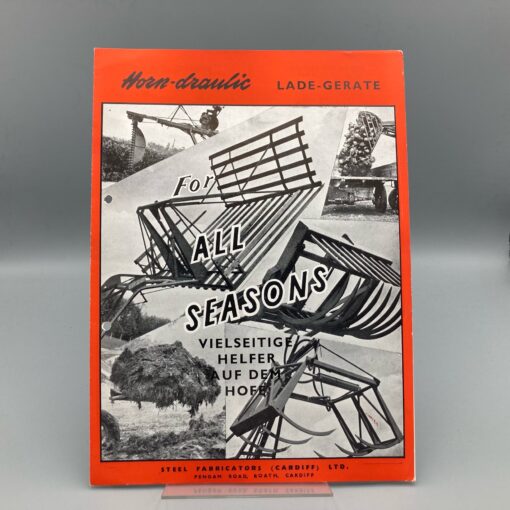 Horn-draulic LADE-GERATE
For
ALL
SEASONS
VIELSEITIGE
HELFER
AUF DEM
HOFE
STEEL FABRICATORS (CARDIFF) LTD.
PENGAM ROAD, ROATH, CARDIFF